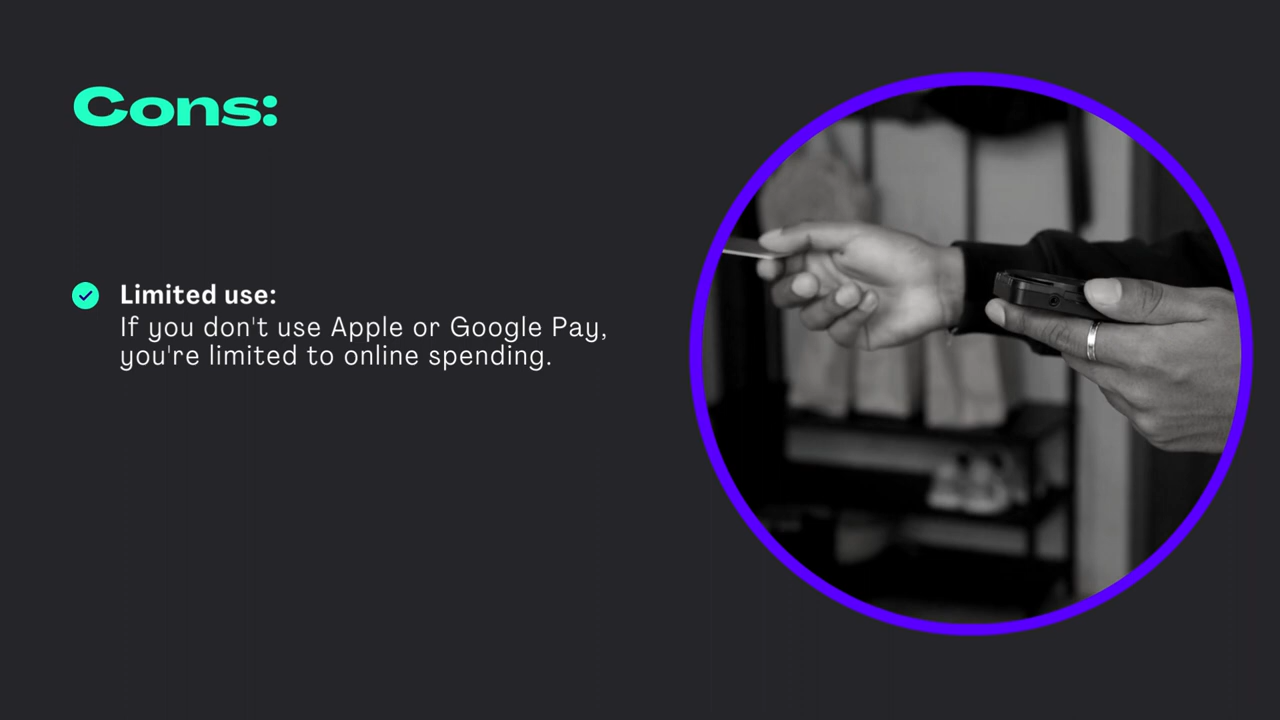 Cons:
Limited use:
If you don't use Apple or Google Pay,
you're limited to online spending.